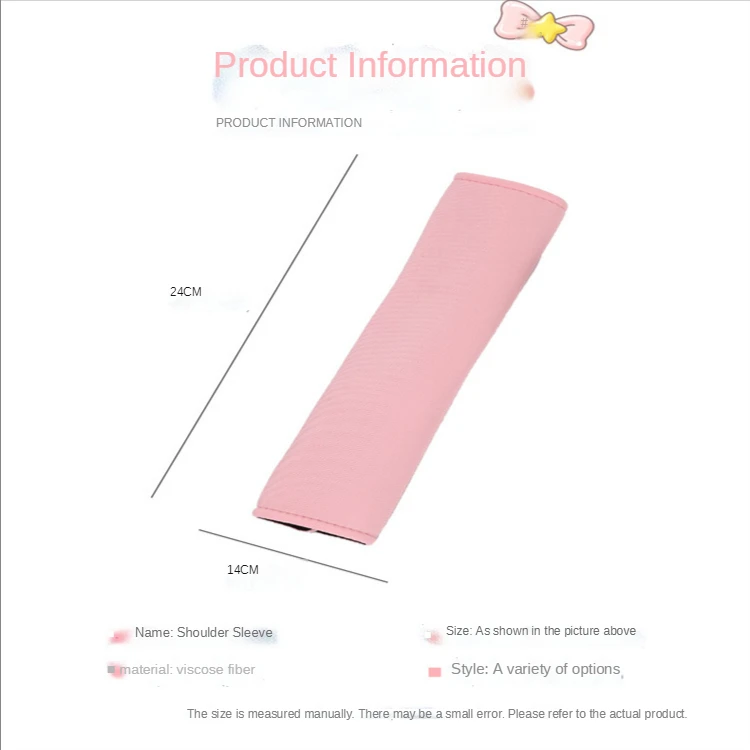 Product Information
PRODUCT INFORMATION
24CM
14CM
Name: Shoulder Sleeve
Size: As shown in the picture above
material: viscose fiber
Style: A variety of options
The size is measured manually. There may be a small error. Please refer to the actual product.